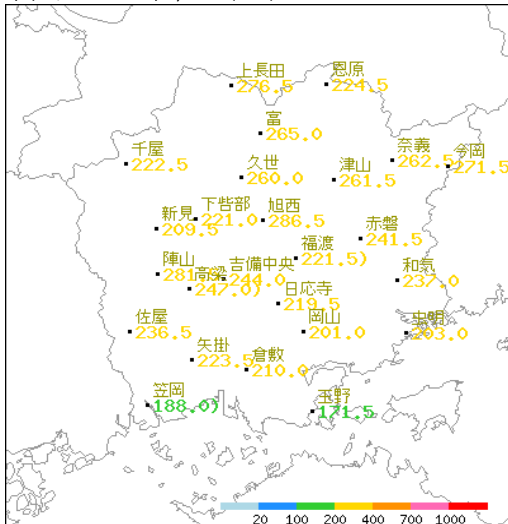 上長田
276.5
恩原
224.5
富
265.0
千屋
222.5
奈義
262.5
今岡
271.5
久世
260.0
津山
261.5
下呰部
221.0
旭西
286.5
新見
209.5
赤磐
241.5
福渡
221.5)
陣山
高梁
247.0)
吉備中央
244.0
和気
237.0
日応寺
219.5
佐屋
236.5
岡山
201.0
虫明
203.0
矢掛
223.5
倉敷
210.0
笠岡
188.0)
玉野
171.5
20 100 200 400 700 1000